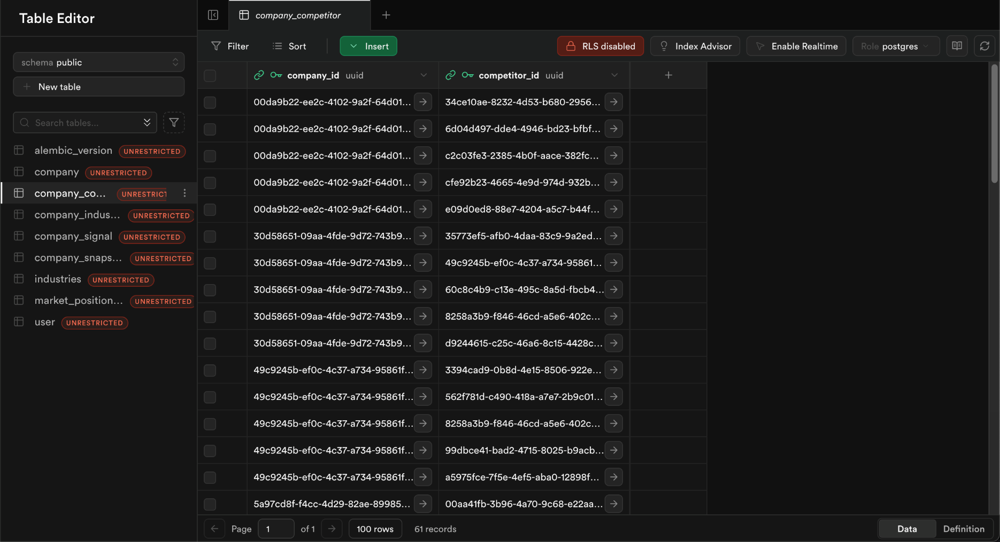 Table Editor
company_competitor
schema public
New table
Search tables...
alembic_version UNRESTRICTED
company UNRESTRICTED
company_co... UNRESTRICT
company_indus... UNRESTRICTED
company_signal UNRESTRICTED
company_snaps... UNRESTRICTED
industries UNRESTRICTED
market_position... UNRESTRICTED
user UNRESTRICTED
Filter Sort Insert RLS disabled Index Advisor Enable Realtime Role postgres
company_id uuid competitor_id uuid
00da9b22-ee2c-4102-9a2f-64d01... 34ce10ae-8232-4d53-b680-2956...
00da9b22-ee2c-4102-9a2f-64d01... 6d04d497-dde4-4946-bd23-bfbf...
00da9b22-ee2c-4102-9a2f-64d01... c2c03fe3-2385-4b0f-aace-382fc...
00da9b22-ee2c-4102-9a2f-64d01... cfe92b23-4665-4e9d-974d-932b...
00da9b22-ee2c-4102-9a2f-64d01... e09d0ed8-88e7-4204-a5c7-b44f...
30d58651-09aa-4fde-9d72-743b9... 35773ef5-afb0-4daa-83c9-9a2ed...
30d58651-09aa-4fde-9d72-743b9... 49c9245b-ef0c-4c37-a734-95861...
30d58651-09aa-4fde-9d72-743b9... 60c8c4b9-c13e-495c-8a5d-fbcb4...
30d58651-09aa-4fde-9d72-743b9... 8258a3b9-f846-46cd-a5e6-402c...
30d58651-09aa-4fde-9d72-743b9... d9244615-c25c-46a6-8c15-4428c...
49c9245b-ef0c-4c37-a734-95861f... 3394cad9-0b8d-4e15-8506-922e...
49c9245b-ef0c-4c37-a734-95861f... 562f781d-c490-418a-a7e7-2b9c01...
49c9245b-ef0c-4c37-a734-95861f... 8258a3b9-f846-46cd-a5e6-402c...
49c9245b-ef0c-4c37-a734-95861f... 99dbce41-bad2-4715-8025-b9acb...
49c9245b-ef0c-4c37-a734-95861f... a5975fce-7f5e-4ef5-aba0-12898f...
5a97cd8f-f4cc-4d29-82ae-89985... 00aa41fb-3b96-4a70-9c68-e22aa...
Page 1 of 1 100 rows 61 records Data Definition